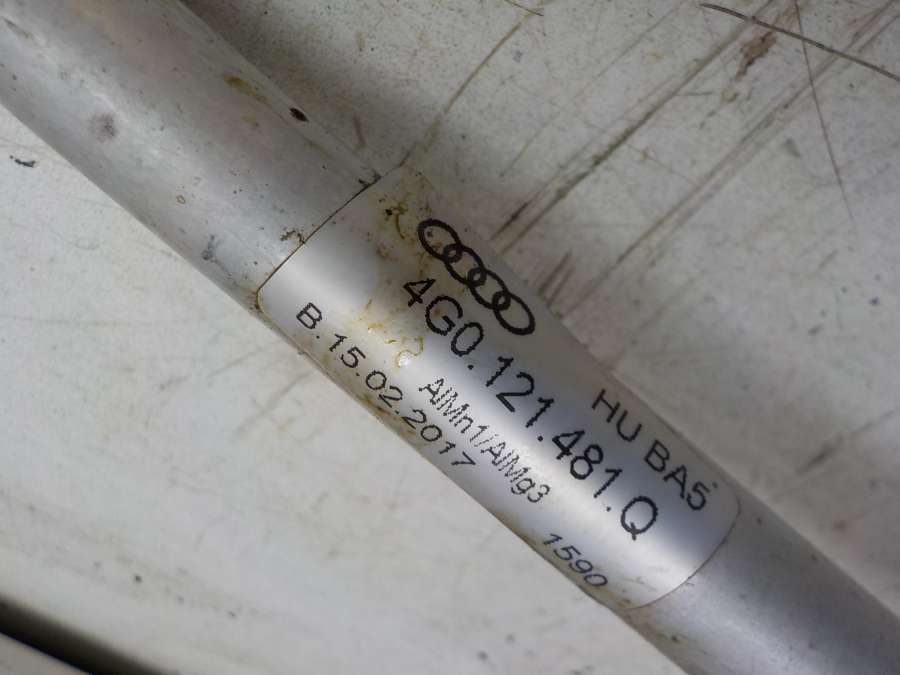 HU BA5
4G0.121.481.Q
AlMn1/AlMg3
B.15.02.2017 1590